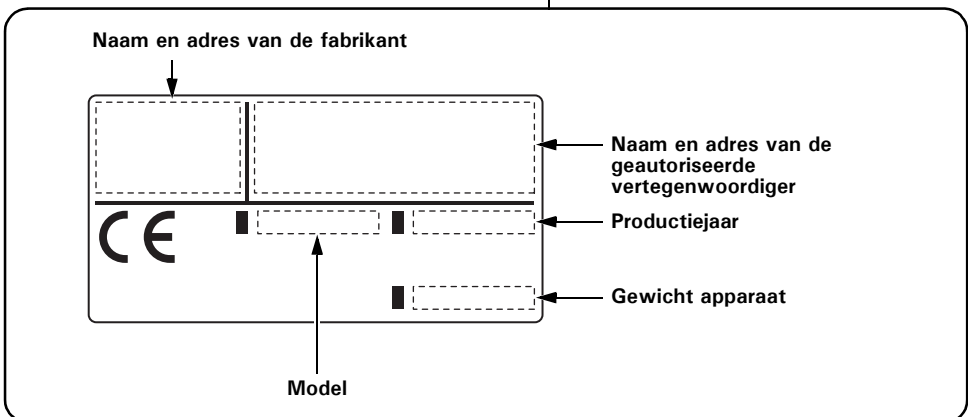 Naam en adres van de fabrikant
Naam en adres van de
geautoriseerde
vertegenwoordiger
CE
Productiejaar
Gewicht apparaat
Model